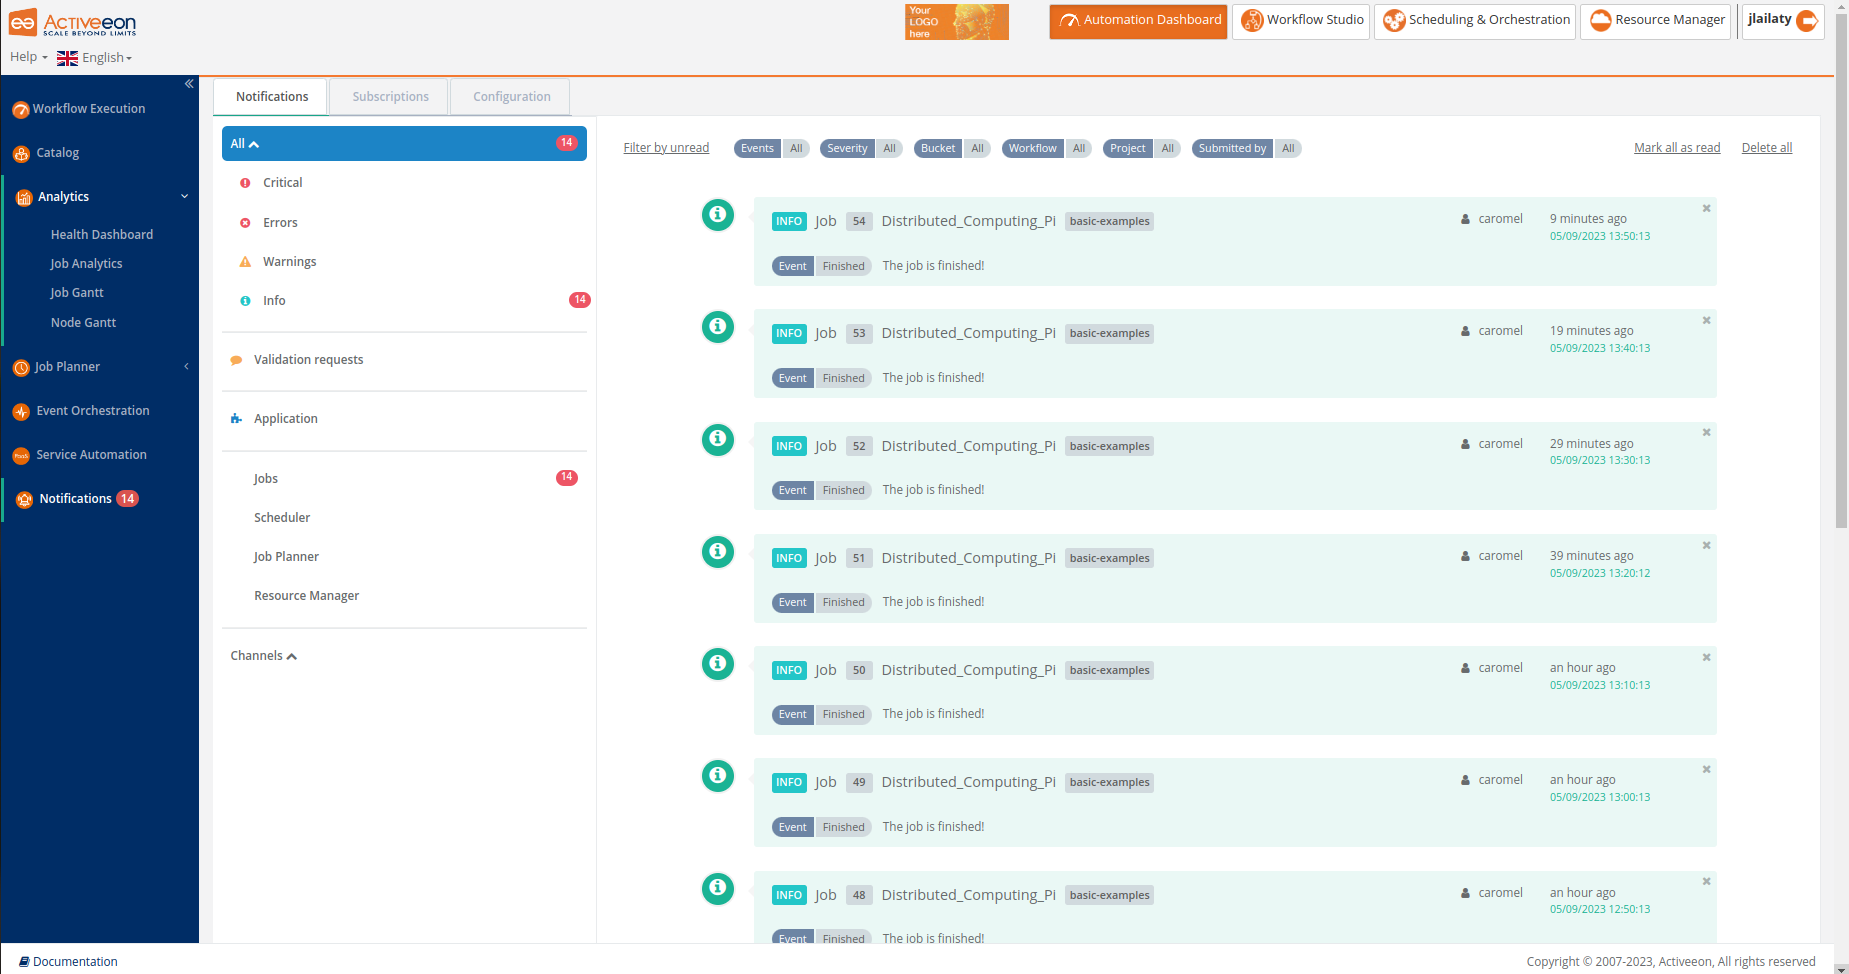 Activeeon
SCALE BEYOND LIMITS
Your
LOGO
here
Automation Dashboard
Workflow Studio
Scheduling & Orchestration
Resource Manager
jlailaty
Help
English
Workflow Execution
Catalog
Analytics
Health Dashboard
Job Analytics
Job Gantt
Node Gantt
Job Planner
Event Orchestration
Service Automation
Notifications 14
Notifications Subscriptions Configuration
All 14
Critical
Errors
Warnings
Info 14
Validation requests
Application
Jobs 14
Scheduler
Job Planner
Resource Manager
Channels
Filter by unread Events All Severity All Bucket All Workflow All Project All Submitted by All Mark all as read Delete all
INFO Job 54 Distributed_Computing_Pi basic-examples caromel 9 minutes ago
05/09/2023 13:50:13
Event Finished The job is finished!
INFO Job 53 Distributed_Computing_Pi basic-examples caromel 19 minutes ago
05/09/2023 13:40:13
Event Finished The job is finished!
INFO Job 52 Distributed_Computing_Pi basic-examples caromel 29 minutes ago
05/09/2023 13:30:13
Event Finished The job is finished!
INFO Job 51 Distributed_Computing_Pi basic-examples caromel 39 minutes ago
05/09/2023 13:20:12
Event Finished The job is finished!
INFO Job 50 Distributed_Computing_Pi basic-examples caromel an hour ago
05/09/2023 13:10:13
Event Finished The job is finished!
INFO Job 49 Distributed_Computing_Pi basic-examples caromel an hour ago
05/09/2023 13:00:13
Event Finished The job is finished!
INFO Job 48 Distributed_Computing_Pi basic-examples caromel an hour ago
05/09/2023 12:50:13
Event Finished The job is finished!
Documentation
Copyright © 2007-2023, Activeeon, All rights reserved